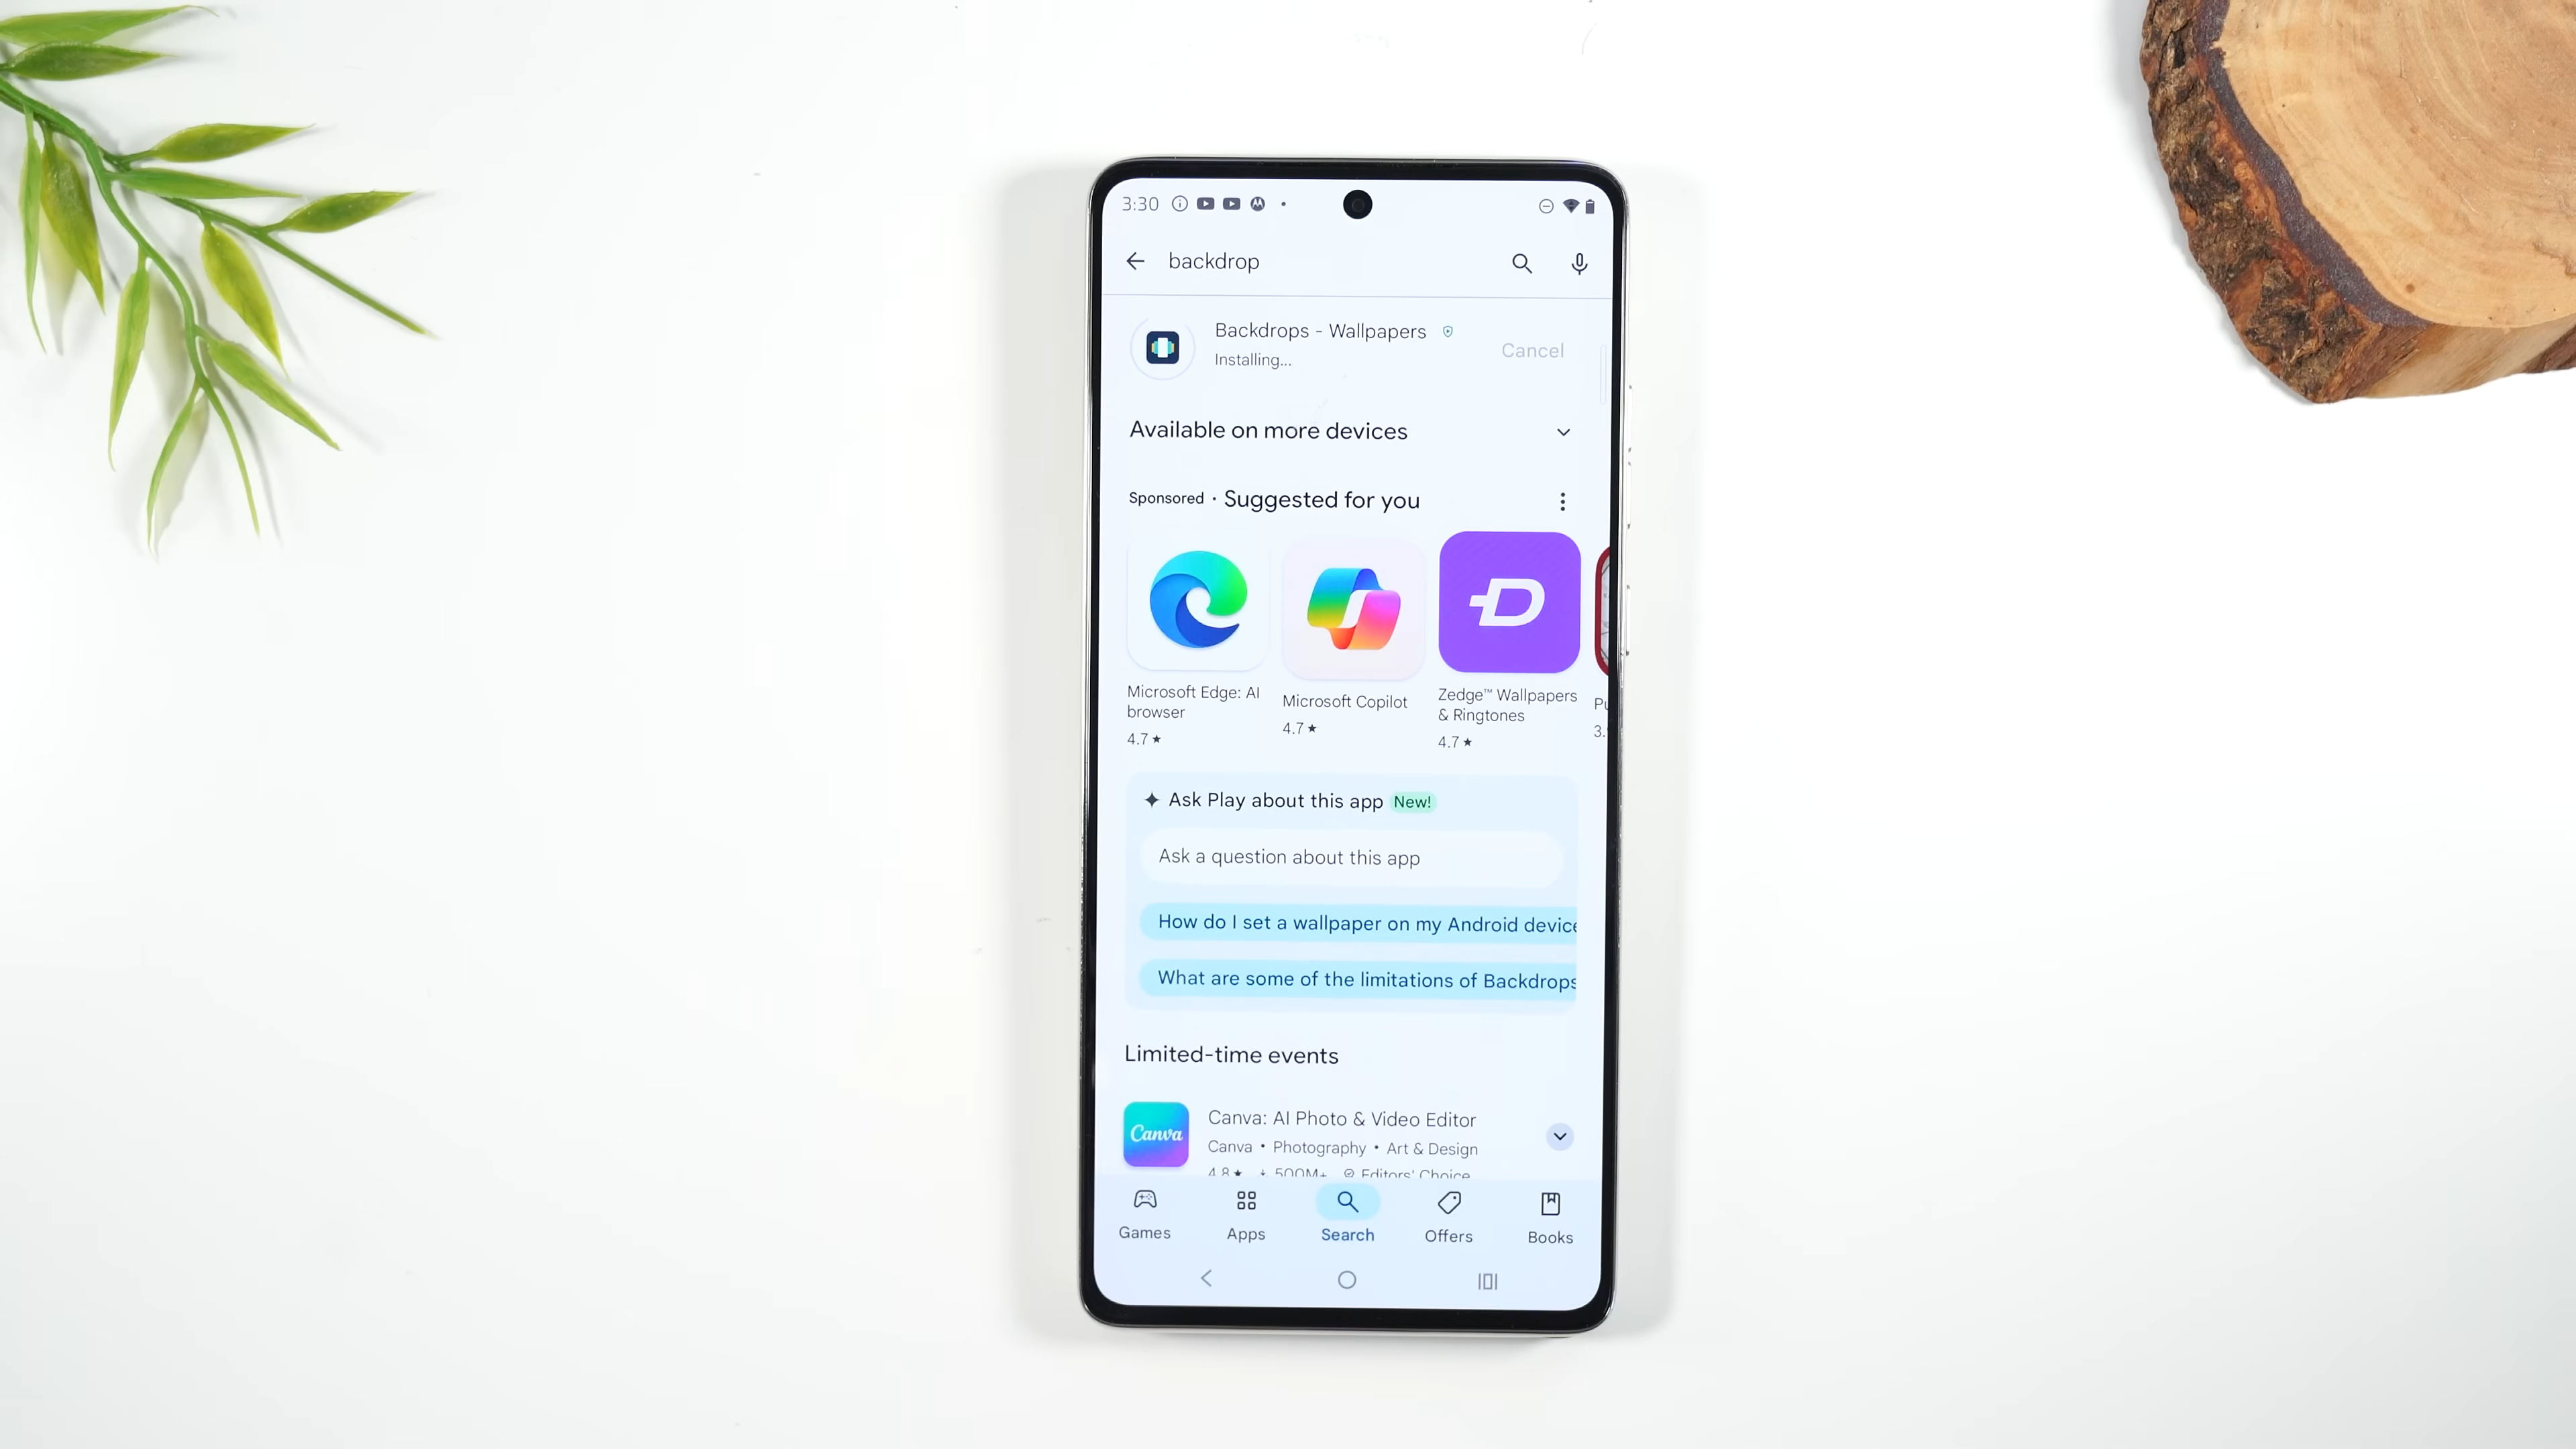 3:30
backdrop
Backdrops - Wallpapers
Installing...
Cancel
Available on more devices
Sponsored • Suggested for you
Microsoft Edge: AI
browser
4.7 ★
Microsoft Copilot
4.7 ★
Zedge™ Wallpapers
& Ringtones
4.7 ★
Ask Play about this app New!
Ask a question about this app
How do I set a wallpaper on my Android device
What are some of the limitations of Backdrops
Limited-time events
Canva
Canva: AI Photo & Video Editor
Canva • Photography • Art & Design
4.8 ★ 500M+ Editors' Choice
Games
Apps
Search
Offers
Books